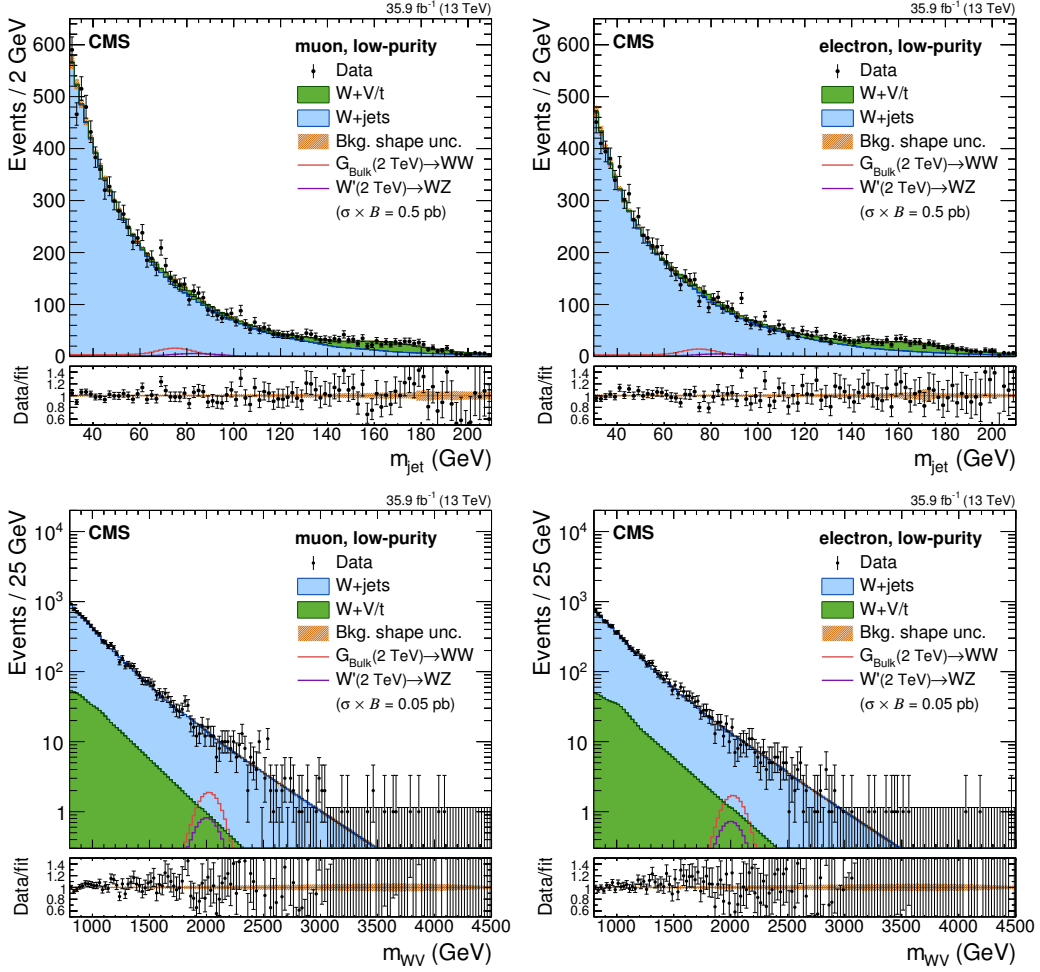 35.9 fb⁻¹ (13 TeV)
CMS
muon, low-purity
Data
W+V/t
W+jets
Bkg. shape unc.
G_Bulk(2 TeV)→WW
W'(2 TeV)→WZ
(σ × B = 0.5 pb)
Events / 2 GeV
600
500
400
300
200
100
0
Data/fit
1.4
1.2
1
0.8
0.6
40 60 80 100 120 140 160 180 200
m_jet (GeV)
35.9 fb⁻¹ (13 TeV)
CMS
electron, low-purity
Data
W+V/t
W+jets
Bkg. shape unc.
G_Bulk(2 TeV)→WW
W'(2 TeV)→WZ
(σ × B = 0.5 pb)
Events / 2 GeV
600
500
400
300
200
100
0
Data/fit
1.4
1.2
1
0.8
0.6
40 60 80 100 120 140 160 180 200
m_jet (GeV)
35.9 fb⁻¹ (13 TeV)
CMS
muon, low-purity
Data
W+jets
W+V/t
Bkg. shape unc.
G_Bulk(2 TeV)→WW
W'(2 TeV)→WZ
(σ × B = 0.05 pb)
Events / 25 GeV
10⁴
10³
10²
10
1
Data/fit
1.4
1.2
1
0.8
0.6
1000 1500 2000 2500 3000 3500 4000 4500
m_WV (GeV)
35.9 fb⁻¹ (13 TeV)
CMS
electron, low-purity
Data
W+jets
W+V/t
Bkg. shape unc.
G_Bulk(2 TeV)→WW
W'(2 TeV)→WZ
(σ × B = 0.05 pb)
Events / 25 GeV
10⁴
10³
10²
10
1
Data/fit
1.4
1.2
1
0.8
0.6
1000 1500 2000 2500 3000 3500 4000 4500
m_WV (GeV)